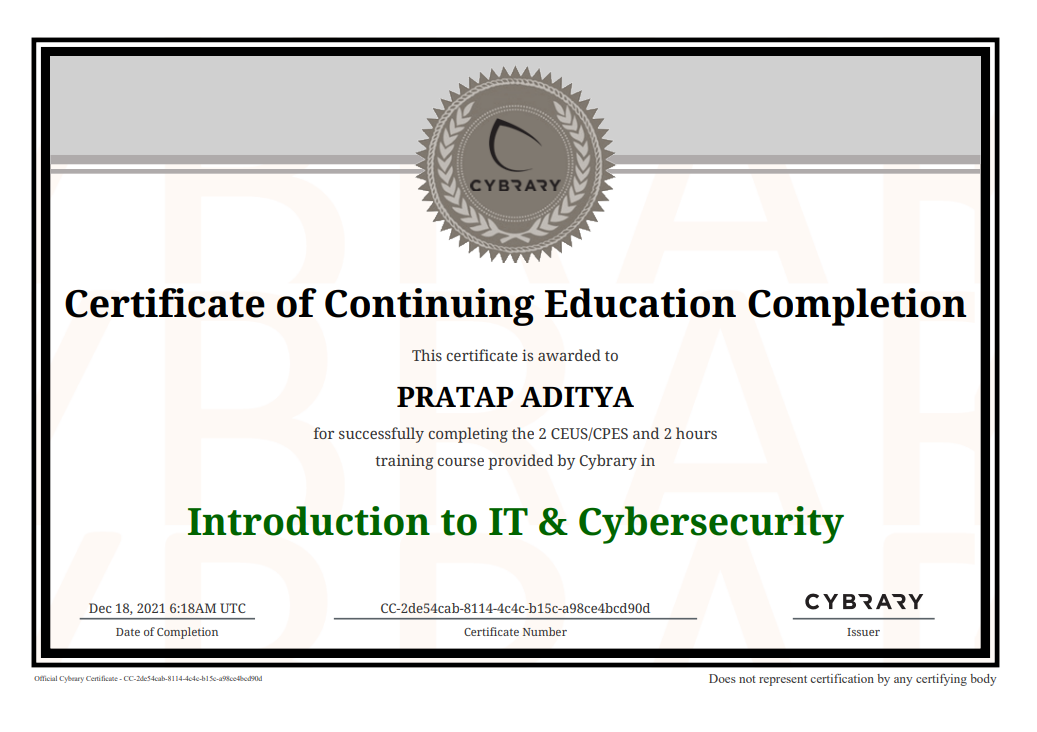 CYBRARY
Certificate of Continuing Education Completion
This certificate is awarded to
PRATAP ADITYA
for successfully completing the 2 CEUS/CPES and 2 hours
training course provided by Cybrary in
Introduction to IT & Cybersecurity
Dec 18, 2021 6:18AM UTC
Date of Completion
CC-2de54cab-8114-4c4c-b15c-a98ce4bcd90d
Certificate Number
CYBRARY
Issuer
Official Cybrary Certificate - CC-2de54cab-8114-4c4c-b15c-a98ce4bcd90d
Does not represent certification by any certifying body